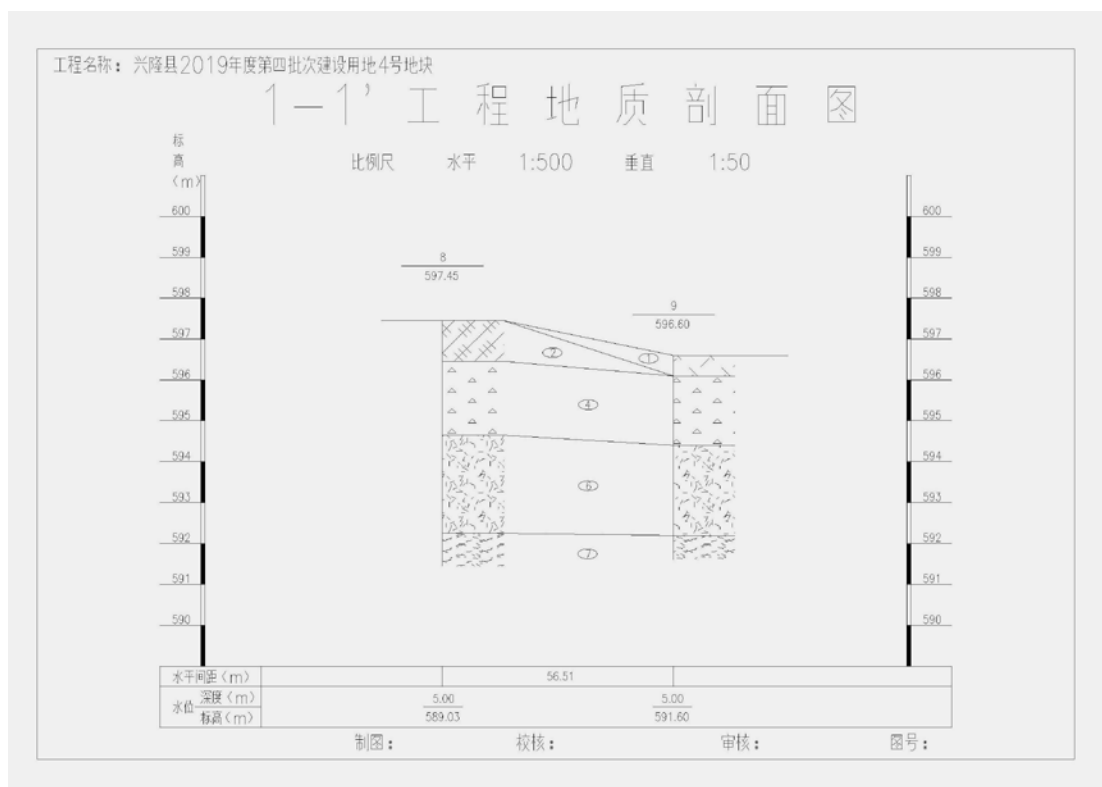 工程名称：兴隆县2019年度第四批次建设用地4号地块
1—1’工程地质剖面图
标高(m)
比例尺 水平 1:500 垂直 1:50
600 600
599 599
8
597.45
598 598
9
596.60
597 597
② ①
596 596
④
595 595
594 594
⑥
593 593
592 592
⑦
591 591
590 590
水平间距(m) 56.51
水位 深度(m) 5.00 5.00
标高(m) 589.03 591.60
制图： 校核： 审核： 图号：